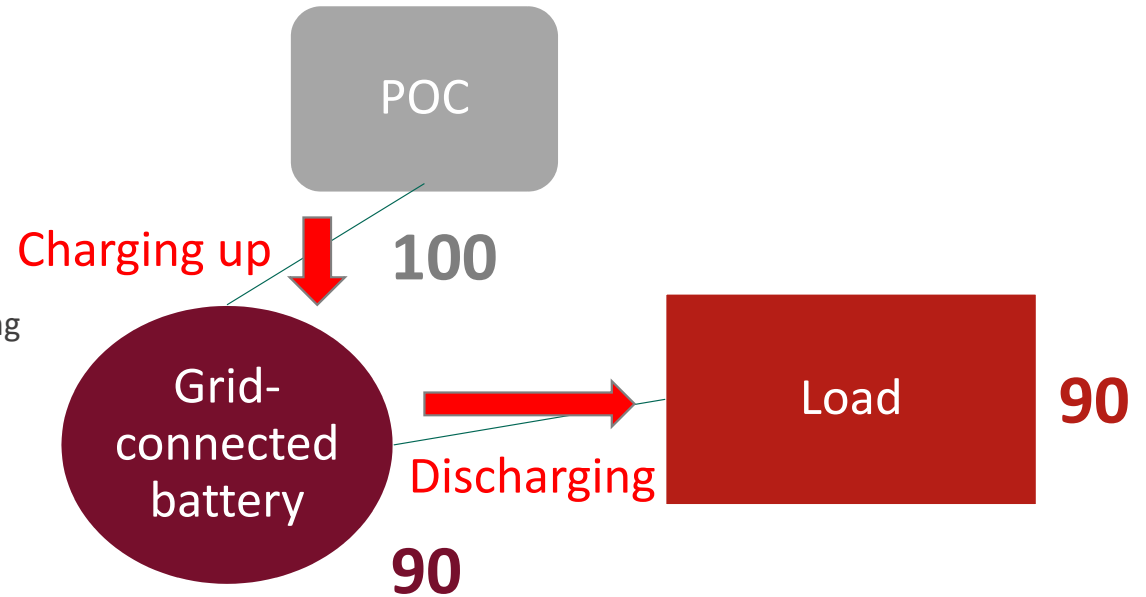 POC
Charging up
100
Grid-
connected
battery
Load
90
Discharging
90